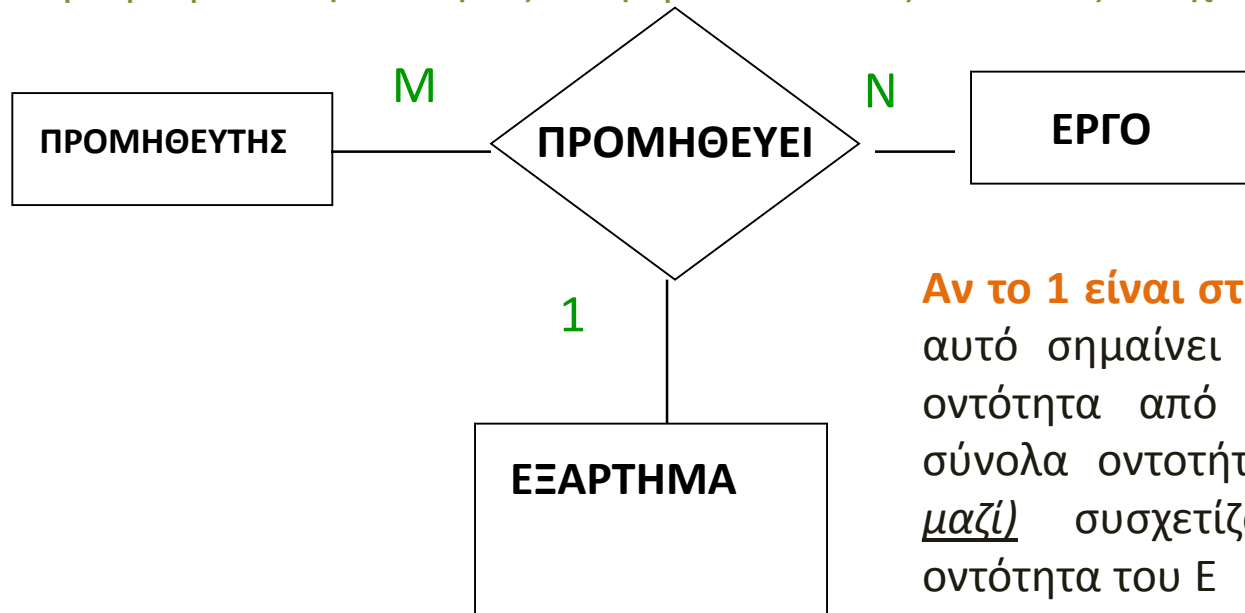 M
N
ΠΡΟΜΗΘΕΥΤΗΣ
ΠΡΟΜΗΘΕΥΕΙ
ΕΡΓΟ
1
ΕΞΑΡΤΗΜΑ
Αν το 1 είναι στ
αυτό σημαίνει
οντότητα από
σύνολα οντοτήτ
μαζί) συσχετίζ
οντότητα του Ε